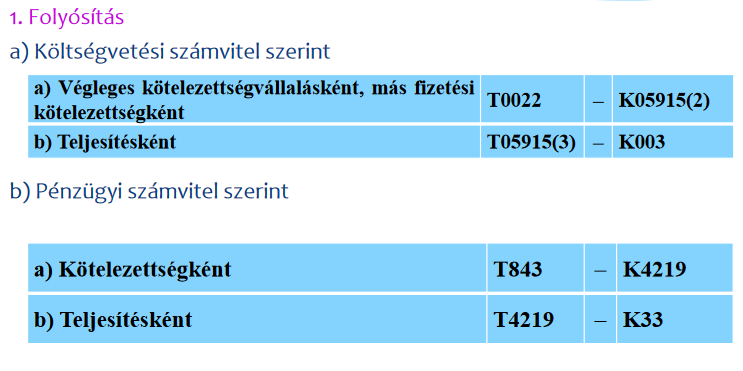 1. Folyósítás
a) Költségvetési számvitel szerint
a) Végleges kötelezettségvállalásként, más fizetési
kötelezettségként T0022 – K05915(2)
b) Teljesítésként T05915(3) – K003
b) Pénzügyi számvitel szerint
a) Kötelezettségként T843 – K4219
b) Teljesítésként T4219 – K33